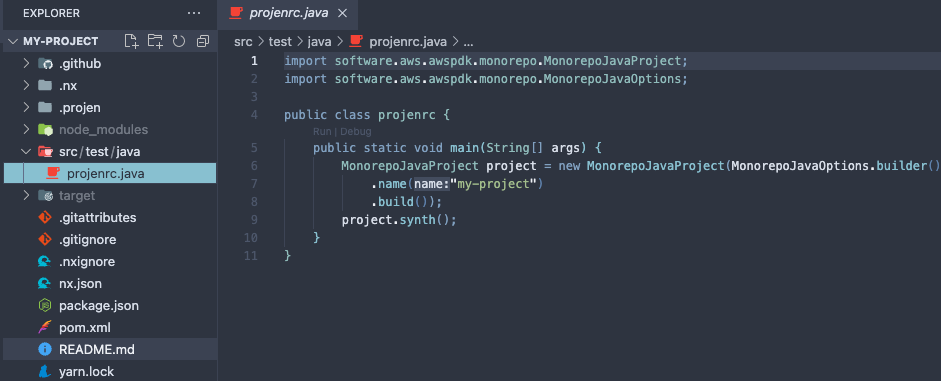 EXPLORER
...
MY-PROJECT
.github
.nx
.projen
node_modules
src/test/java
projenrc.java
target
.gitattributes
.gitignore
.nxignore
nx.json
package.json
pom.xml
README.md
yarn.lock
projenrc.java ×
src > test > java > projenrc.java > ...
1 import software.aws.awspdk.monorepo.MonorepoJavaProject;
2 import software.aws.awspdk.monorepo.MonorepoJavaOptions;
3
4 public class projenrc {
Run | Debug
5 public static void main(String[] args) {
6 MonorepoJavaProject project = new MonorepoJavaProject(MonorepoJavaOptions.builder()
7 .name(name:"my-project")
8 .build());
9 project.synth();
10 }
11 }